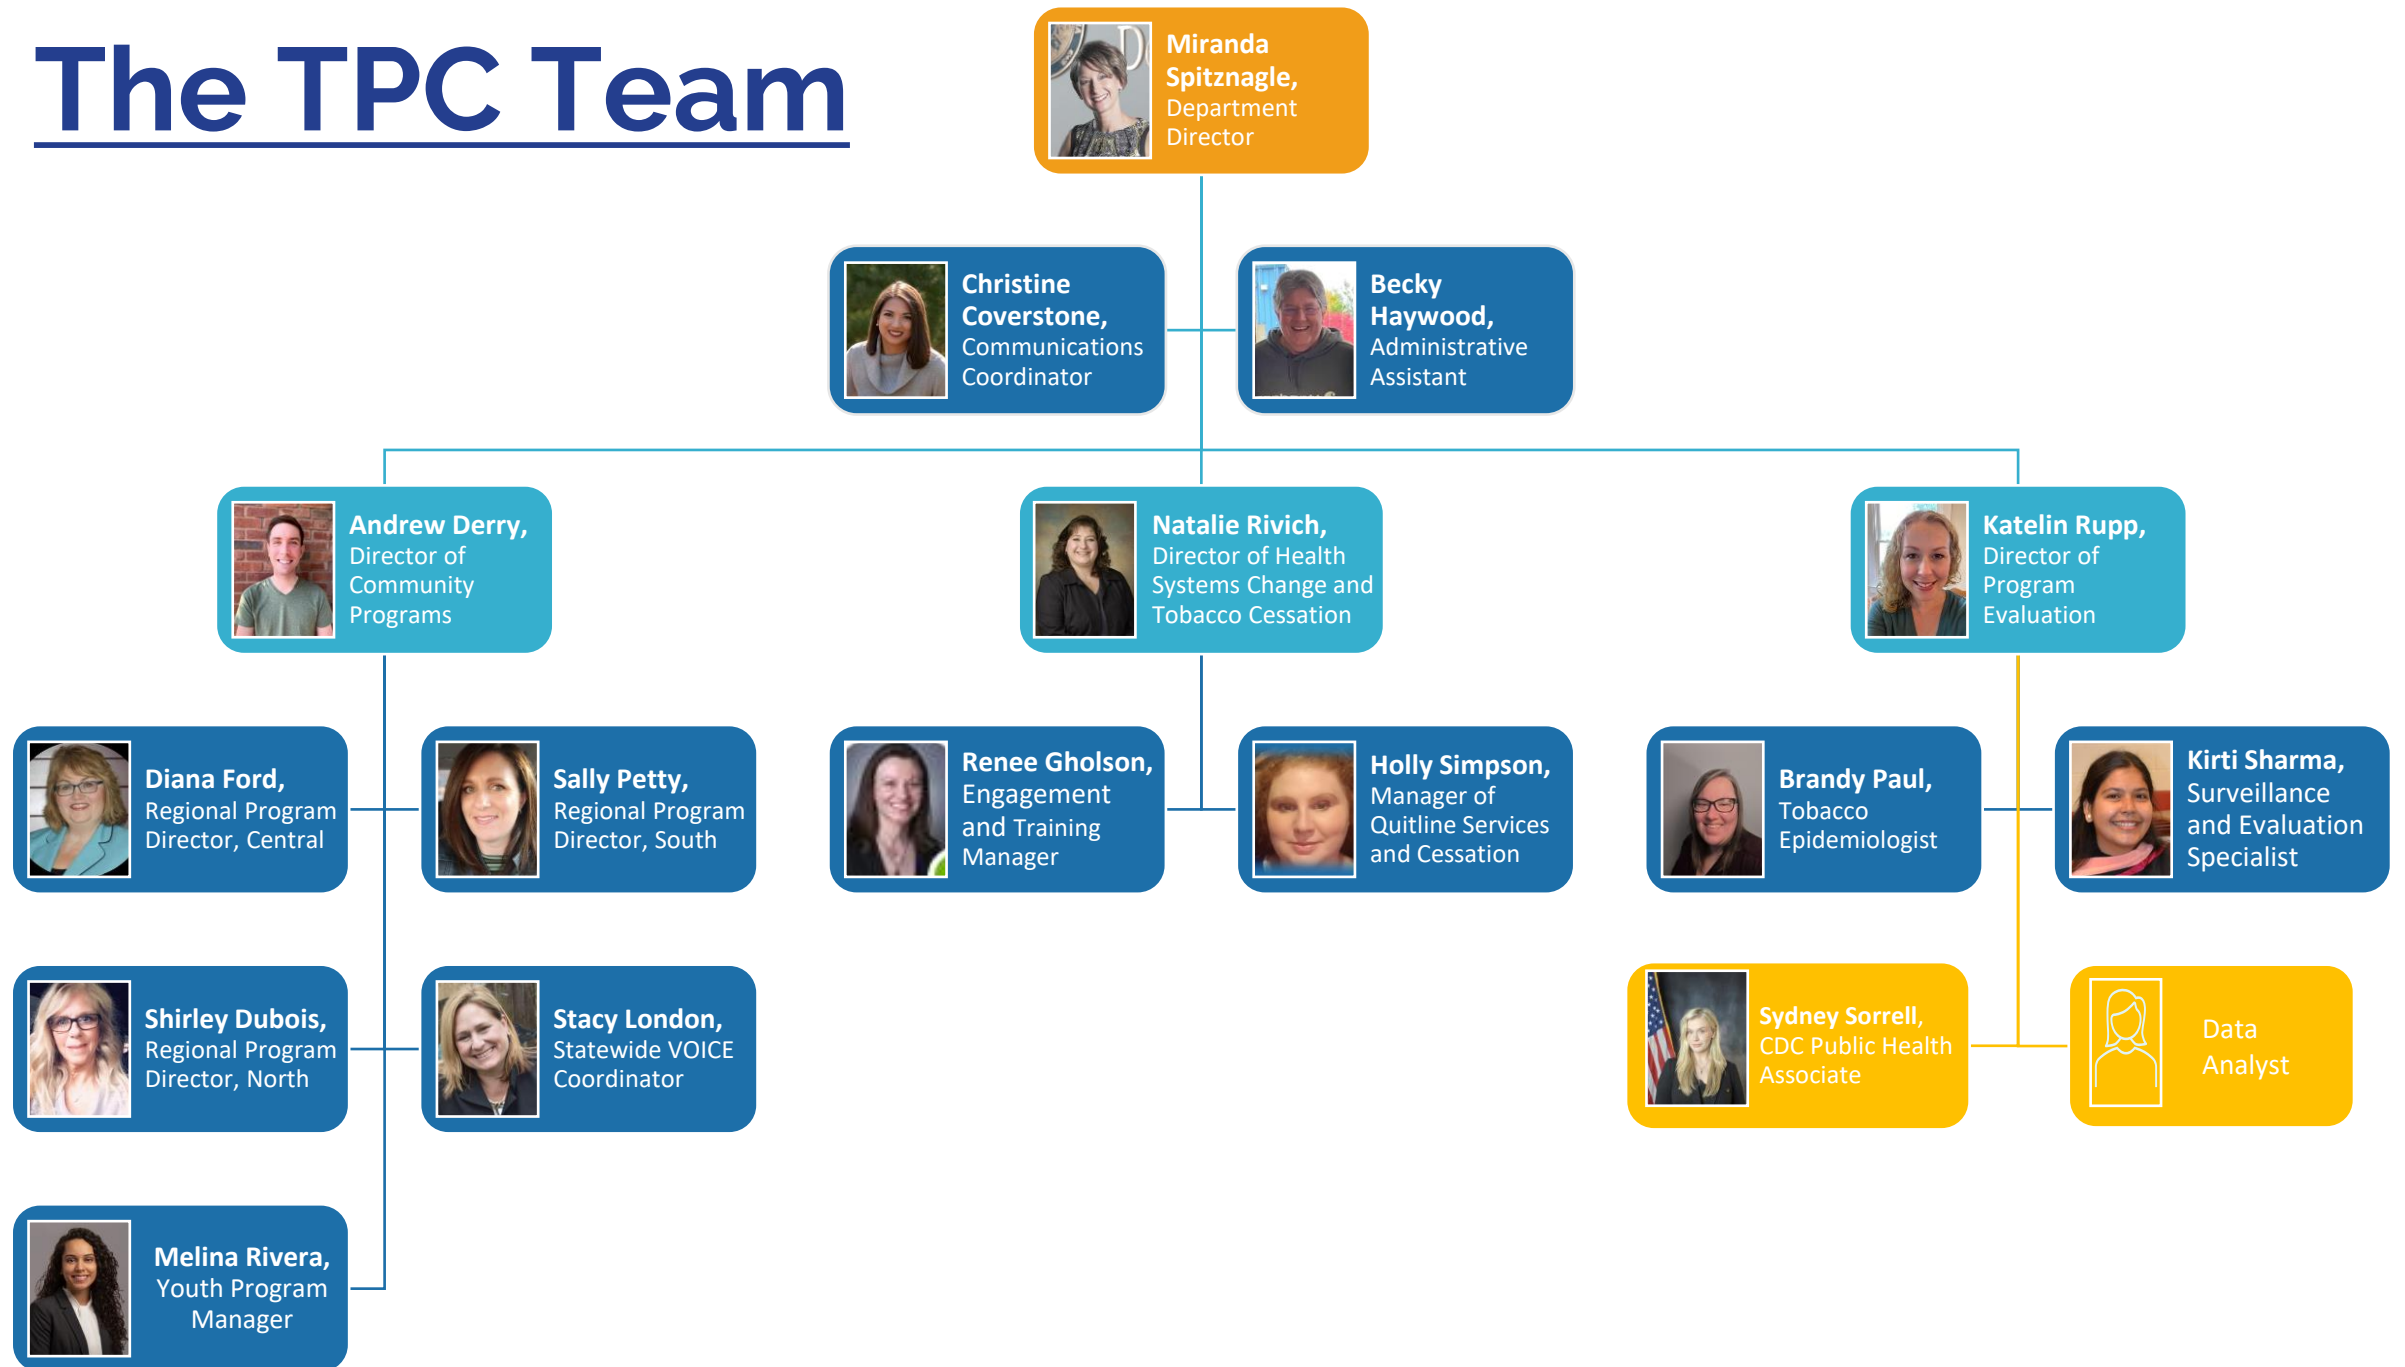 The TPC Team
Miranda
Spitznagle,
Department
Director
Christine
Coverstone,
Communications
Coordinator
Becky
Haywood,
Administrative
Assistant
Andrew Derry,
Director of
Community
Programs
Natalie Rivich,
Director of Health
Systems Change and
Tobacco Cessation
Katelin Rupp,
Director of
Program
Evaluation
Diana Ford,
Regional Program
Director, Central
Sally Petty,
Regional Program
Director, South
Renee Gholson,
Engagement
and Training
Manager
Holly Simpson,
Manager of
Quitline Services
and Cessation
Brandy Paul,
Tobacco
Epidemiologist
Kirti Sharma,
Surveillance
and Evaluation
Specialist
Shirley Dubois,
Regional Program
Director, North
Stacy London,
Statewide VOICE
Coordinator
Sydney Sorrell,
CDC Public Health
Associate
Data
Analyst
Melina Rivera,
Youth Program
Manager